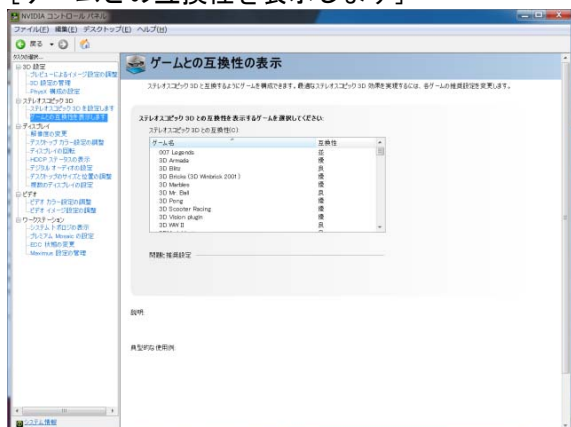 [ゲームとの互換性を表示します]
NVIDIA コントロール パネル
ファイル(F) 編集(E) デスクトップ(T) ヘルプ(H)
戻る
タスクの選択...
3D 設定
プレビューによるイメージ設定の調整
3D 設定の管理
PhysX 構成の設定
ステレオスコピック 3D
ステレオスコピック 3D を設定します
ゲームとの互換性を表示します
ディスプレイ
解像度の変更
デスクトップ カラー設定の調整
ディスプレイの回転
HDCP ステータスの表示
デジタル オーディオの設定
デスクトップのサイズと位置の調整
複数のディスプレイの設定
ビデオ
ビデオ カラー設定の調整
ビデオ イメージ設定の調整
ワークステーション
システム トポロジの表示
プレミアム Mosaic の設定
ECC 状態の変更
Maximus 設定の管理
システム情報
ゲームとの互換性の表示
ステレオスコピック 3D と互換するようにゲームを構成できます。最適なステレオスコピック 3D 効果を実現するには、各ゲームの推奨設定を変更します。
ステレオスコピック 3D との互換性を表示するゲームを選択してください:
ステレオスコピック 3D との互換性(O)
ゲーム名 互換性
007 Legends 並
3D Armada 優
3D Blitz 良
3D Bricks (3D Wintrick 2001) 優
3D Marbles 優
3D Mr. Ball 良
3D Pong 優
3D Scooter Racing 優
3D Vision plugin 優
3D WW II 良
問題と推奨設定
説明:
典型的な使用例: